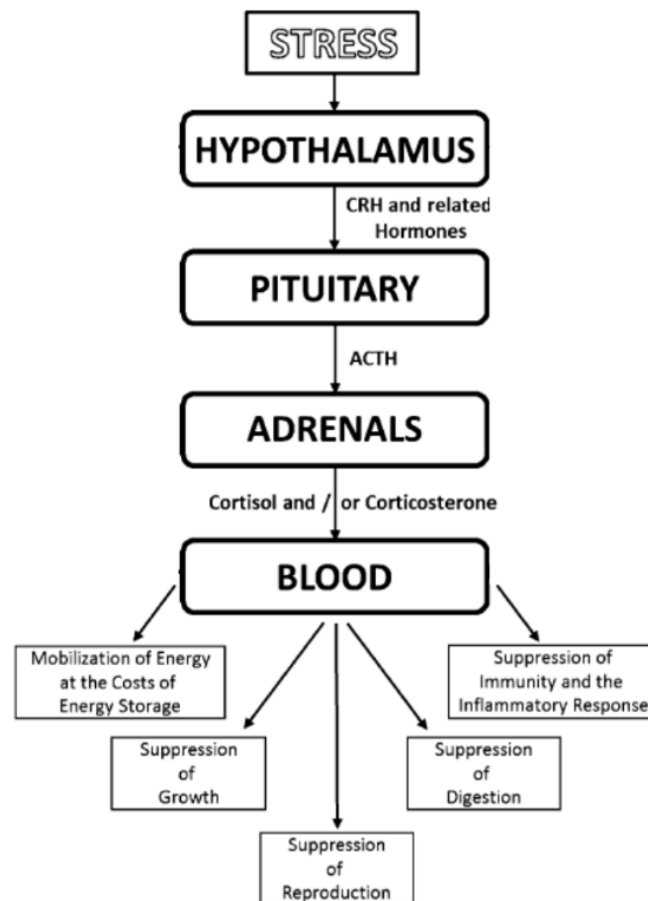 STRESS
HYPOTHALAMUS
CRH and related
Hormones
PITUITARY
ACTH
ADRENALS
Cortisol and / or Corticosterone
BLOOD
Mobilization of Energy
at the Costs of
Energy Storage
Suppression of
Immunity and the
Inflammatory Response
Suppression
of
Growth
Suppression
of
Digestion
Suppression
of
Reproduction